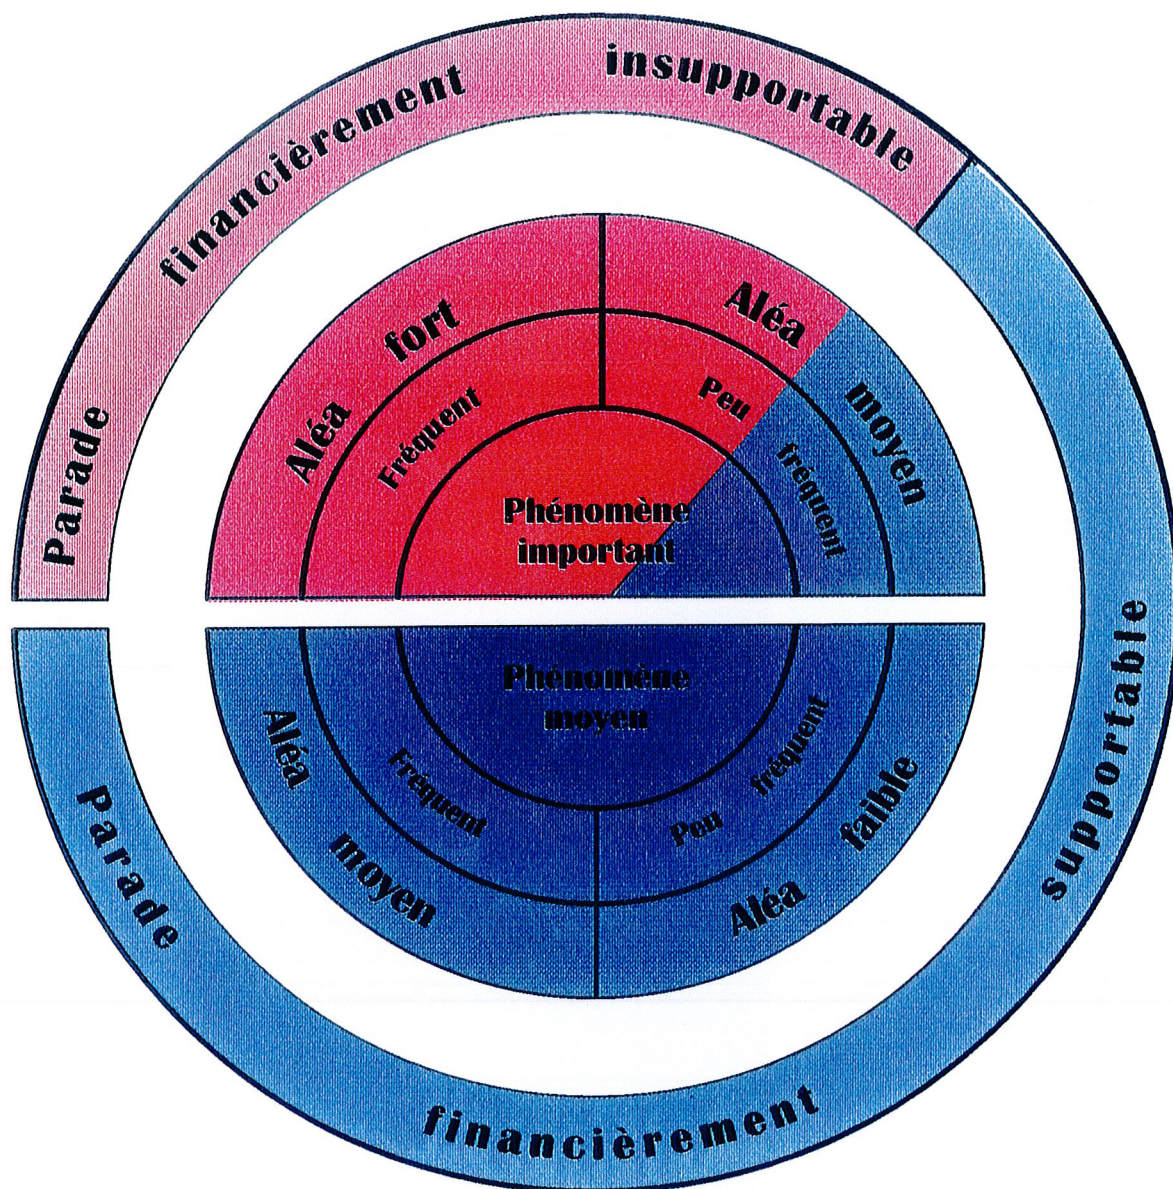 Parade financièrement insupportable
Aléa fort
Aléa moyen
Fréquent
Peu fréquent
Phénomène
important
Phénomène
moyen
Fréquent
Peu fréquent
Aléa moyen
Aléa faible
Parade financièrement supportable